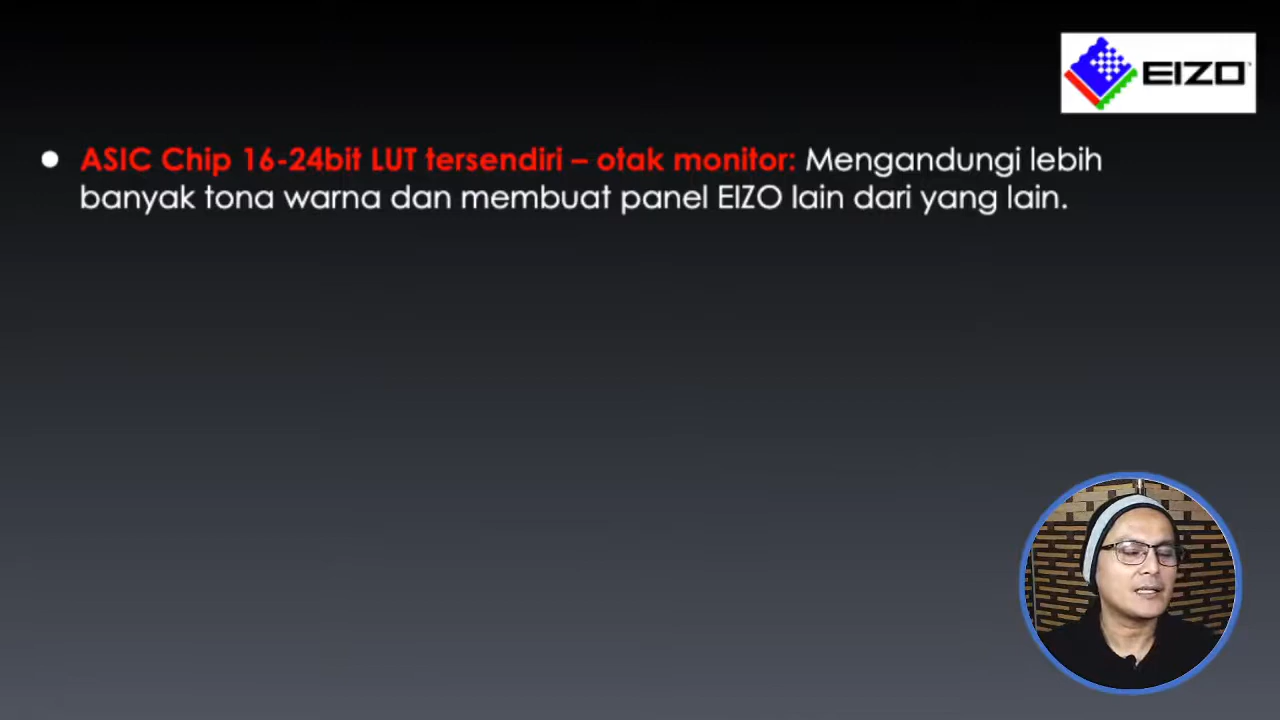 EIZO
ASIC Chip 16-24bit LUT tersendiri – otak monitor: Mengandungi lebih
banyak tona warna dan membuat panel EIZO lain dari yang lain.